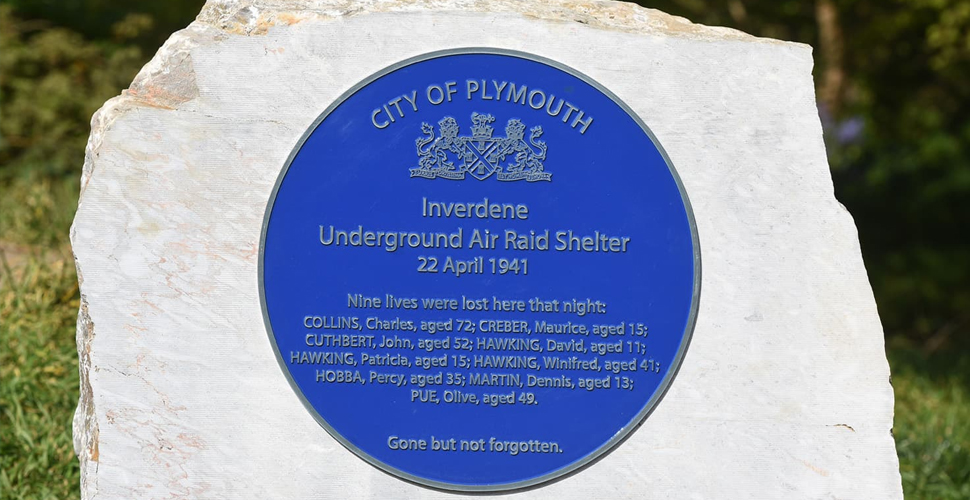 CITY OF PLYMOUTH
Inverdene
Underground Air Raid Shelter
22 April 1941
Nine lives were lost here that night:
COLLINS, Charles, aged 72; CREBER, Maurice, aged 15;
CUTHBERT, John, aged 52; HAWKING, David, aged 11;
HAWKING, Patricia, aged 15; HAWKING, Winifred, aged 41;
HOBBA, Percy, aged 35; MARTIN, Dennis, aged 13;
PUE, Olive, aged 49.
Gone but not forgotten.